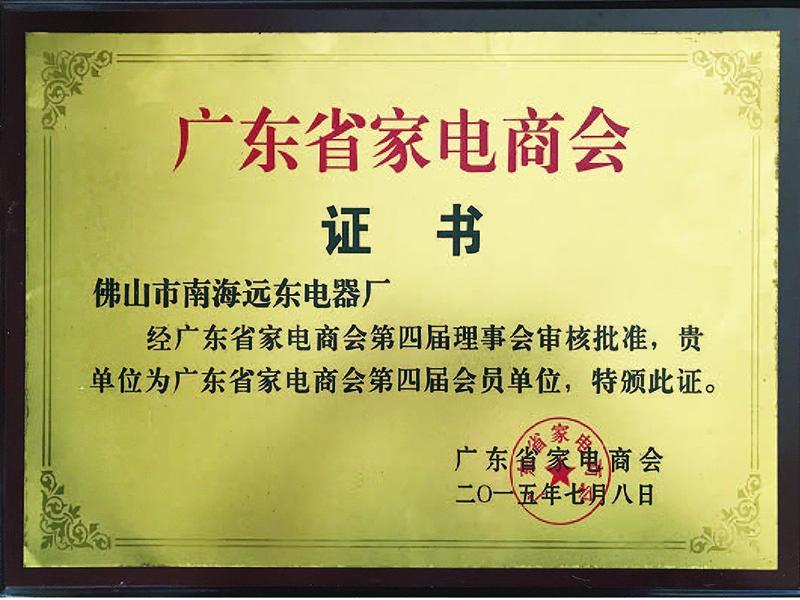 广东省家电商会
证 书
佛山市南海远东电器厂
经广东省家电商会第四届理事会审核批准，贵
单位为广东省家电商会第四届会员单位，特颁此证。
广东省家电商会
二〇一五年七月八日